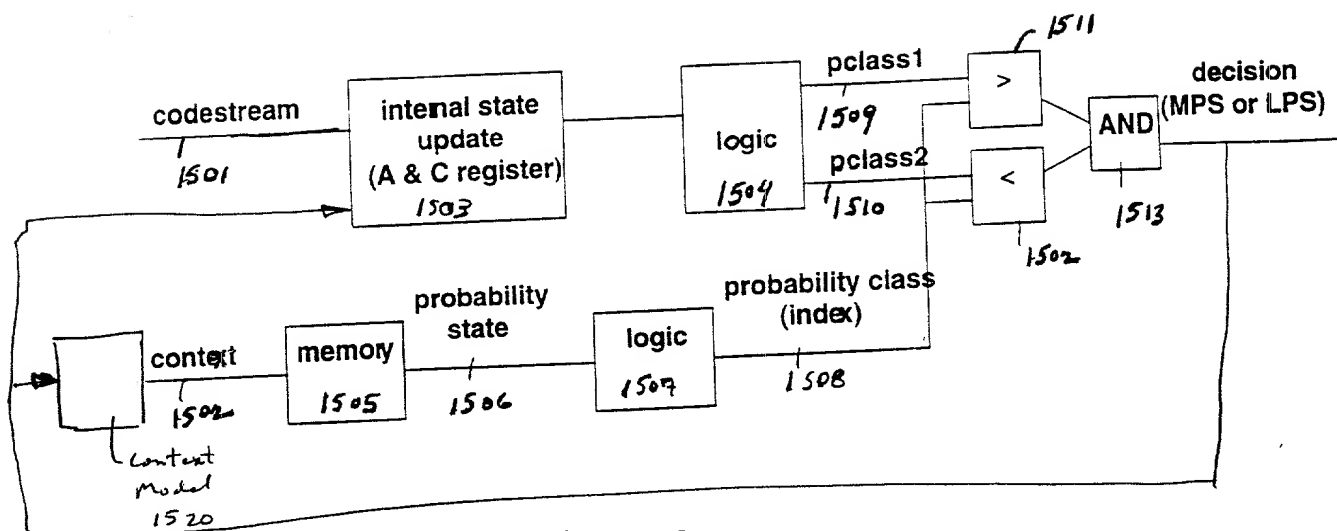 1511
pclass1
decision
(MPS or LPS)
codestream
internal state
update
(A & C register)
1503
logic
1504
>
1509
AND
pclass2
<
1501
1510
1513
1502
probability
state
probability class
(index)
context
memory
1505
logic
1507
1502
1506
1508
Context
Model
1520